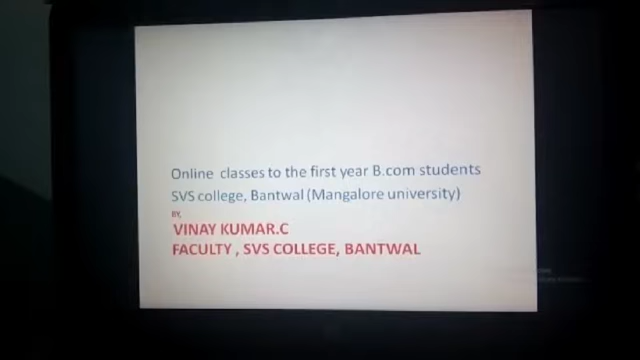 Online classes to the first year B.com students
SVS college, Bantwal (Mangalore university)
BY,
VINAY KUMAR.C
FACULTY , SVS COLLEGE, BANTWAL